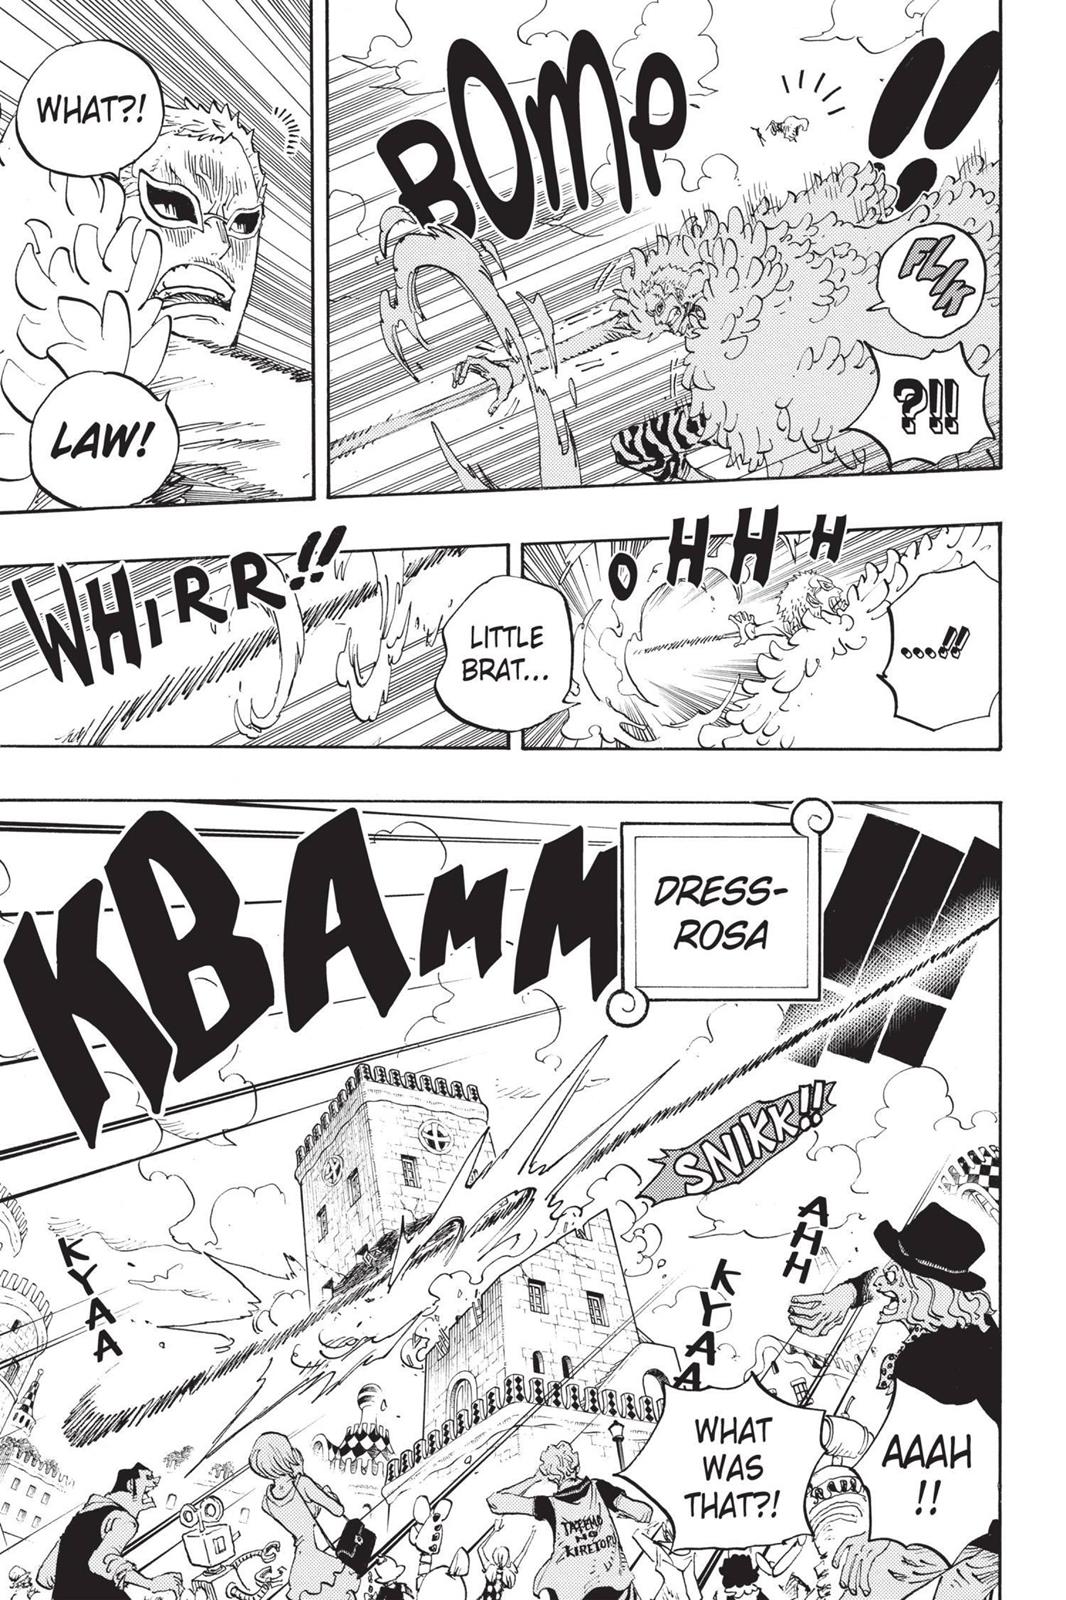 BOMP
!!
FLIK
?!!
WHAT?!
LAW!
OHHH
....!!
LITTLE
BRAT...
WHIRR!!
KBAMM!!!
DRESS-
ROSA
SNIKK!!
AHH
KYAA
KYAA
AAAH
!!
WHAT
WAS
THAT?!